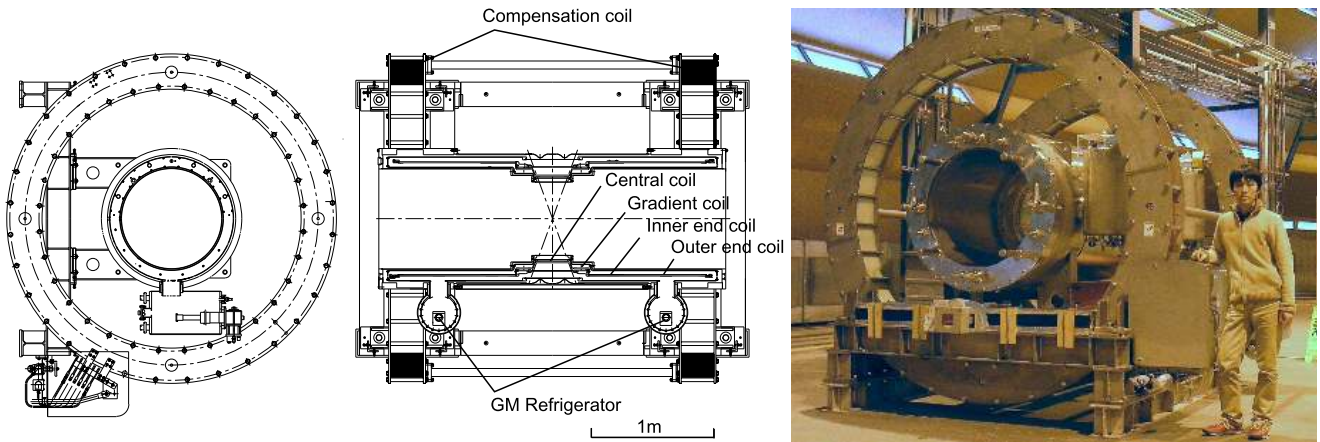 Compensation coil
Central coil
Gradient coil
Inner end coil
Outer end coil
GM Refrigerator
1m